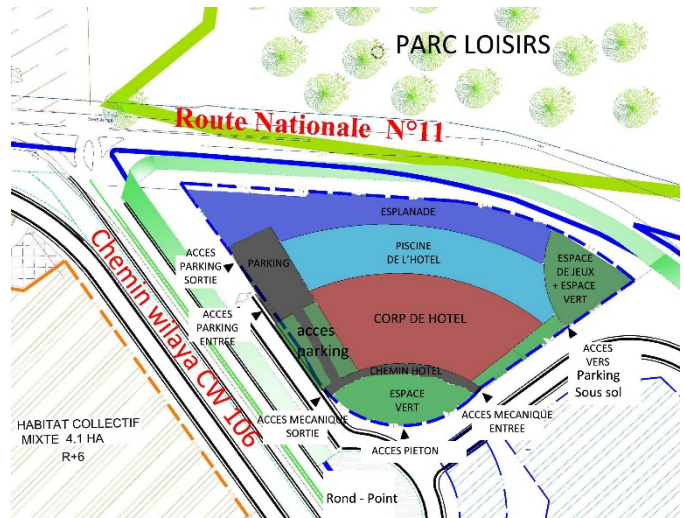 PARC LOISIRS
Route Nationale N°11
ESPLANADE
ACCES
PARKING
SORTIE
PARKING
PISCINE
DE L'HOTEL
ESPACE
DE JEUX
+ ESPACE
VERT
ACCES
PARKING
ENTREE
acces
parking
CORP DE HOTEL
Chemin wilaya CW 106
CHEMIN HOTEL
ACCES
VERS
Parking
Sous sol
ESPACE
VERT
ACCES MECANIQUE
SORTIE
ACCES MECANIQUE
ENTREE
ACCES PIETON
HABITAT COLLECTIF
MIXTE 4.1 HA
R+6
Rond - Point